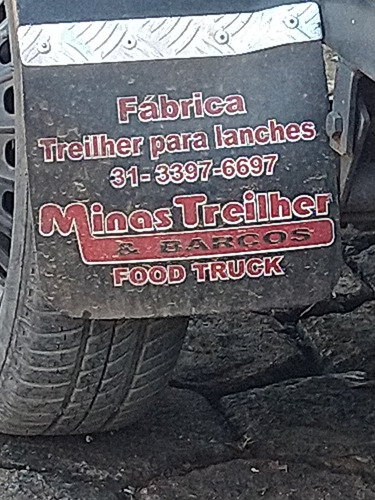 Fábrica
Treilher para lanches
31- 3397-6697
Minas Treilher
& BARCOS
FOOD TRUCK